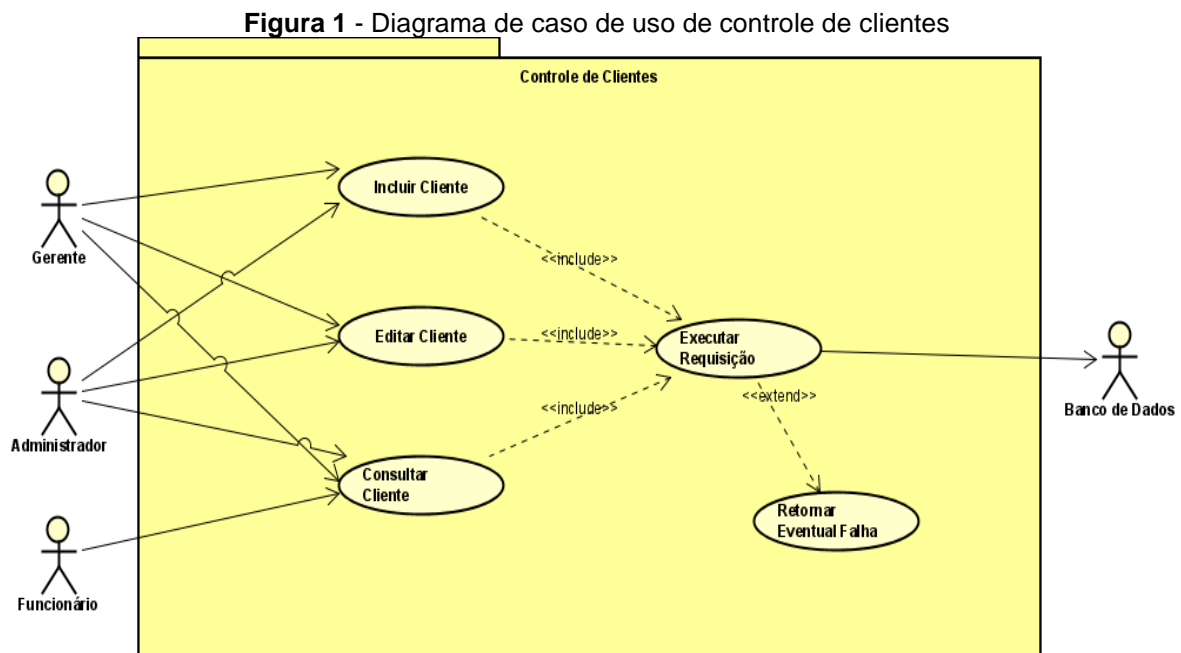 Figura 1 - Diagrama de caso de uso de controle de clientes
Controle de Clientes
Incluir Cliente
Gerente
<<include>>
Editar Cliente
<<include>>
Executar
Requisição
<<extend>>
Banco de Dados
<<include>>
Administrador
Consultar
Cliente
Retornar
Eventual Falha
Funcionário